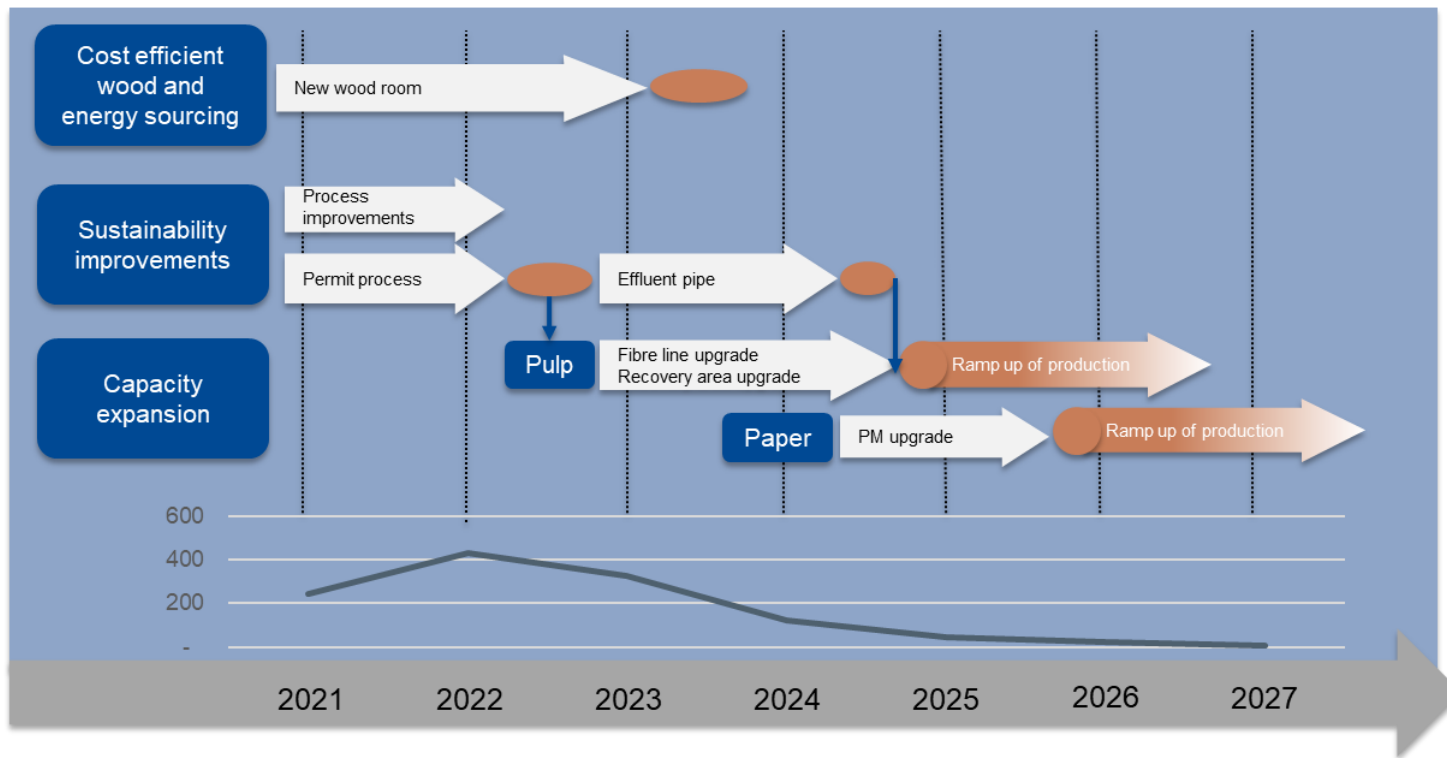 Cost efficient
wood and
energy sourcing
New wood room
Sustainability
improvements
Process
improvements
Permit process
Effluent pipe
Capacity
expansion
Pulp
Fibre line upgrade
Recovery area upgrade
Ramp up of production
Paper
PM upgrade
Ramp up of production
600
400
200
-
2021 2022 2023 2024 2025 2026 2027